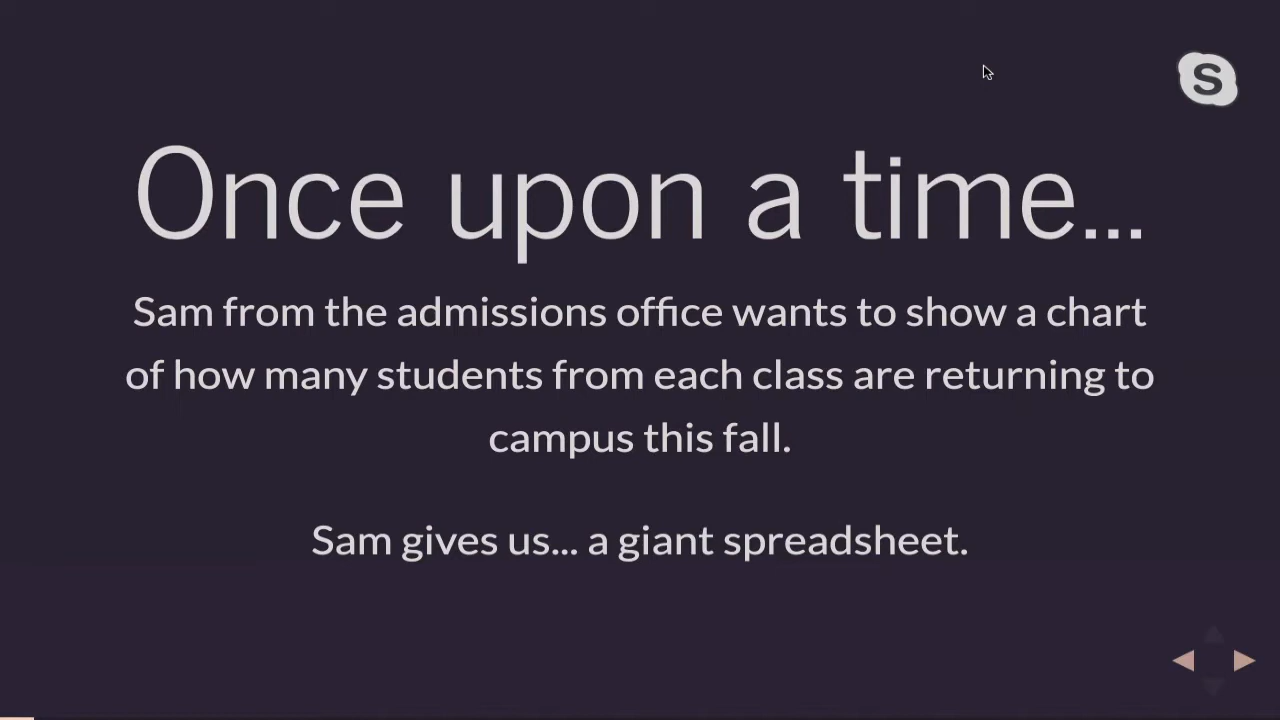 S
Once upon a time...
Sam from the admissions office wants to show a chart
of how many students from each class are returning to
campus this fall.
Sam gives us... a giant spreadsheet.